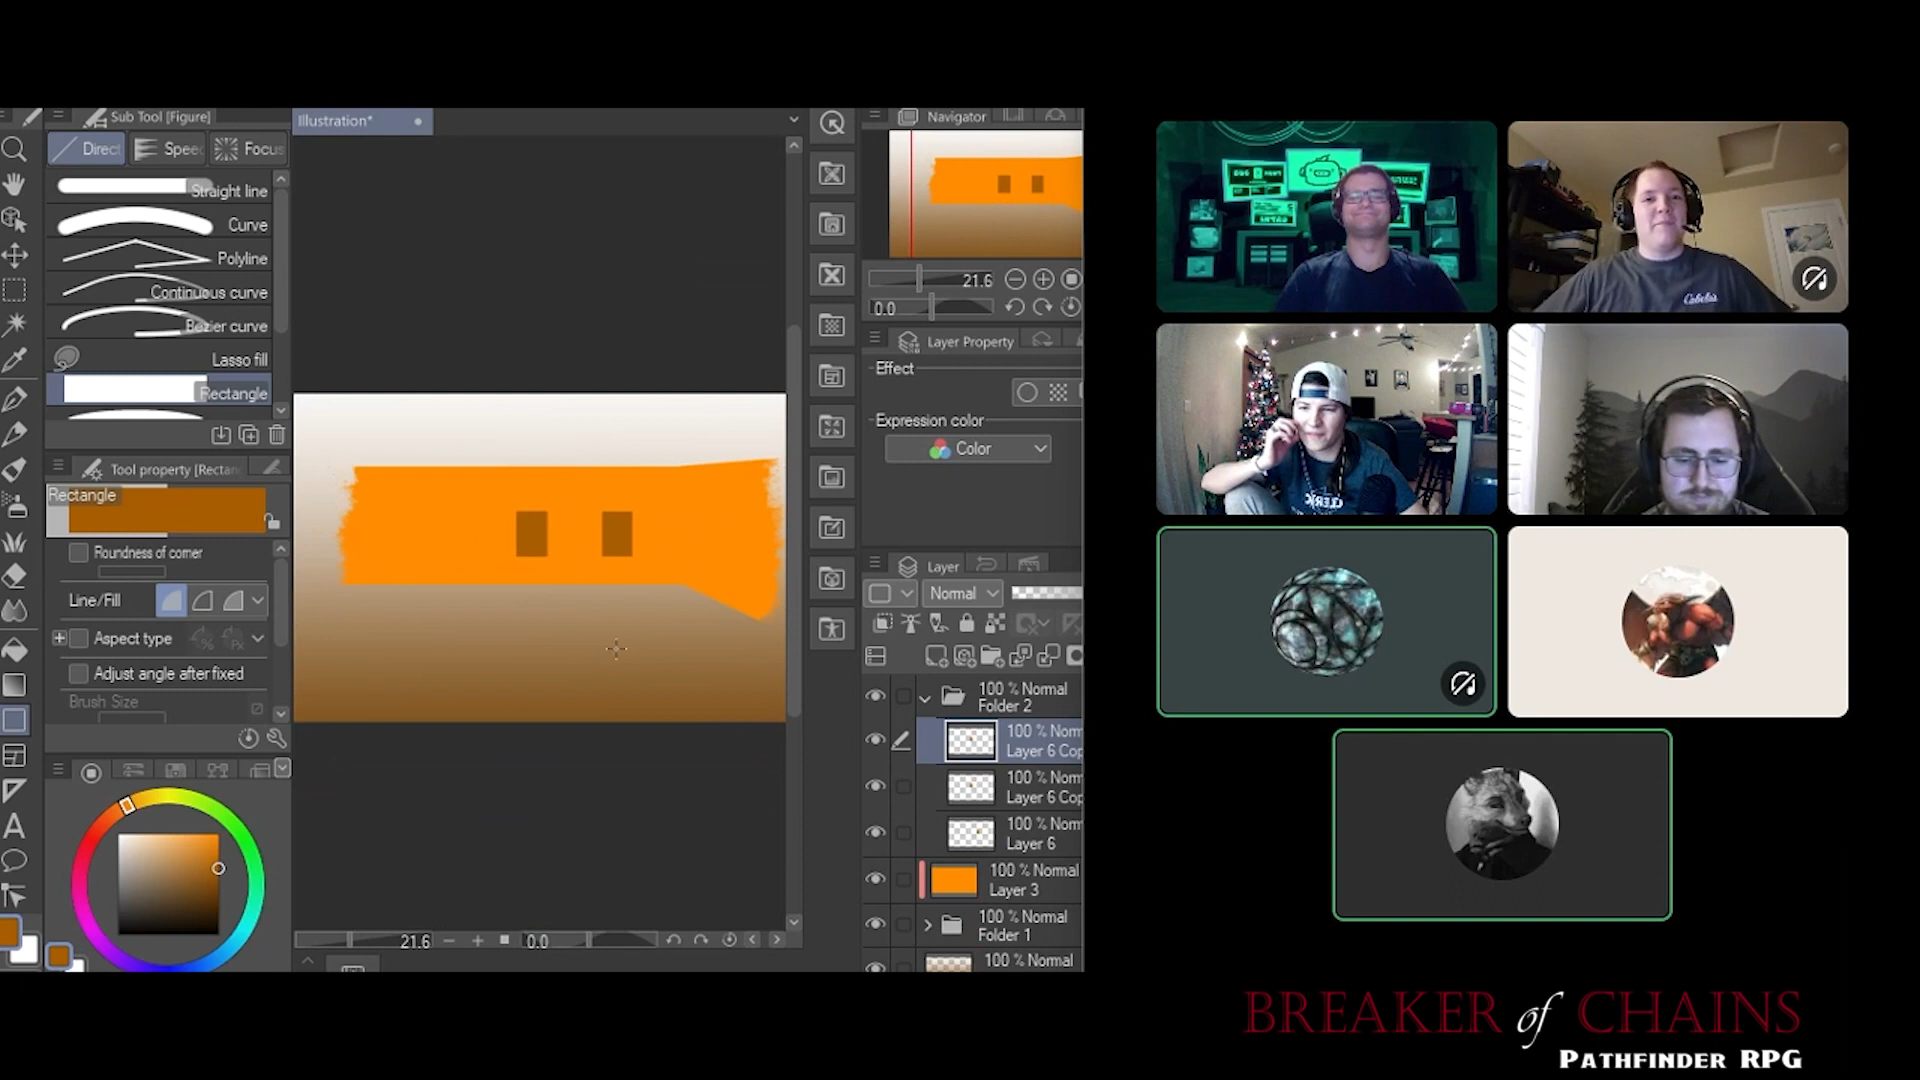 Sub Tool [Figure]
Direct
Speec
Focus
Straight line
Curve
Polyline
Continuous curve
Bezier curve
Lasso fill
Rectangle
Tool property [Rectan
Rectangle
Roundness of corner
Line/Fill
Aspect type
Adjust angle after fixed
Brush Size
Illustration*
21.6
0.0
Navigator
21.6
0.0
Layer Property
Effect
Expression color
Color
Layer
Normal
100 % Normal
Folder 2
100 % Norm
Layer 6 Cop
100 % Norm
Layer 6 Cop
100 % Norm
Layer 6
100 % Normal
Layer 3
100 % Normal
Folder 1
100 % Normal
Cabela's
BREAKER of CHAINS
PATHFINDER RPG